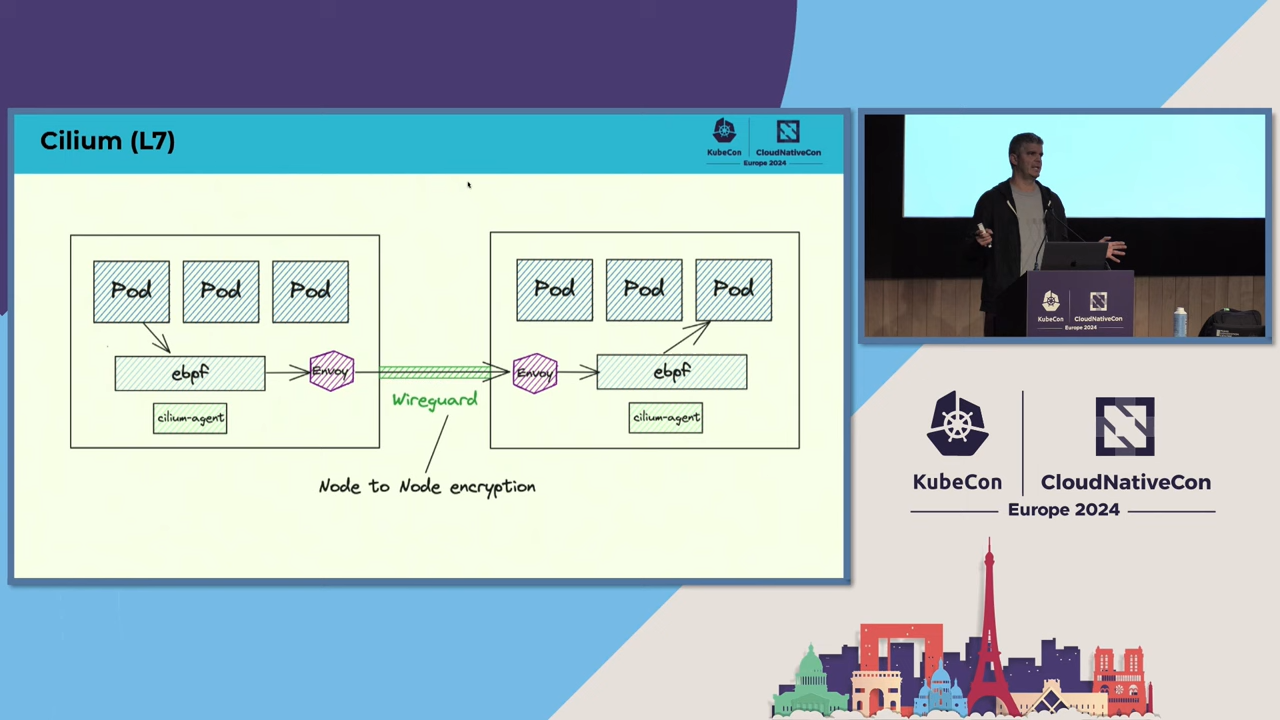 Cilium (L7)
KubeCon
CloudNativeCon
Europe 2024
Pod
Pod
Pod
Pod
Pod
Pod
ebpf
Envoy
Envoy
ebpf
cilium-agent
Wireguard
cilium-agent
Node to Node encryption
KubeCon
CloudNativeCon
Europe 2024
KubeCon
CloudNativeCon
Europe 2024